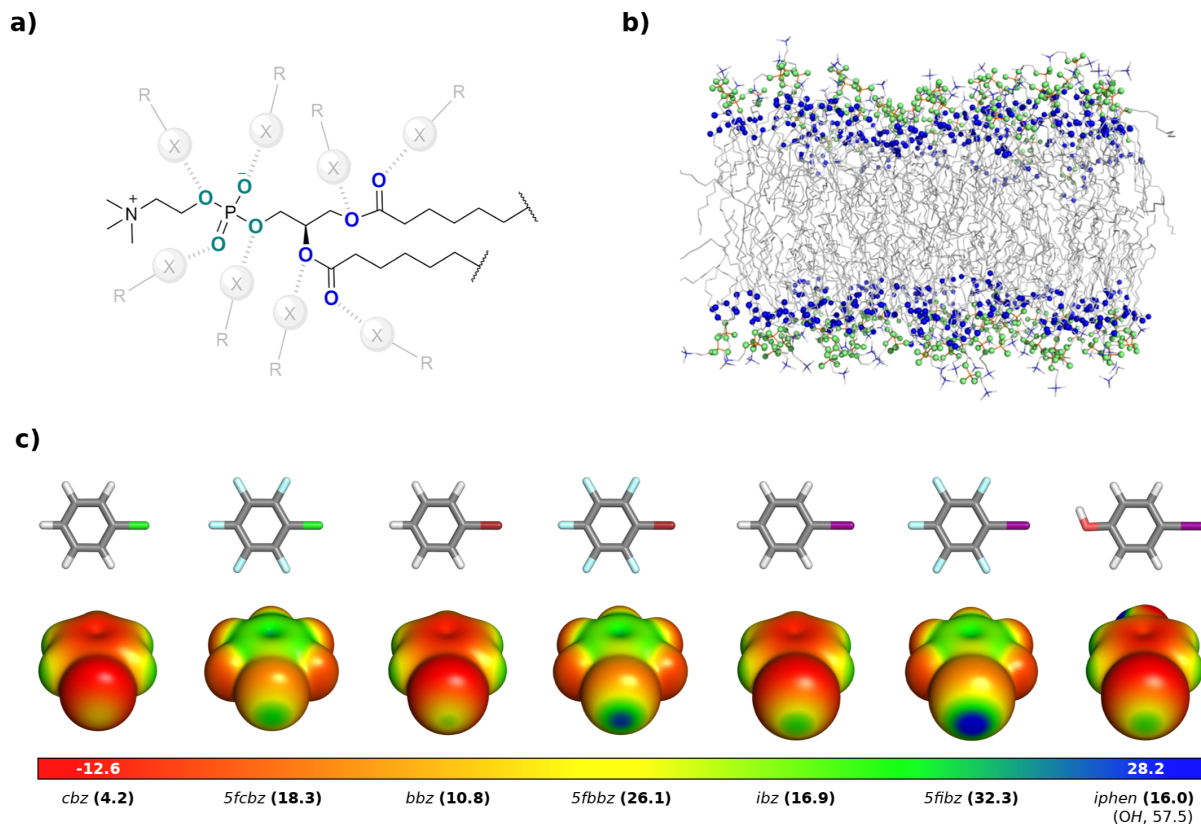 a)
b)
R
R
R
R
X
X
X
X
O
O
O
−
+
N
P
O
O
O
O
O
X
X
X
X
R
R
R
R
c)
-12.6 28.2
cbz (4.2) 5fcbz (18.3) bbz (10.8) 5fbbz (26.1) ibz (16.9) 5fibz (32.3) iphen (16.0)
(OH, 57.5)